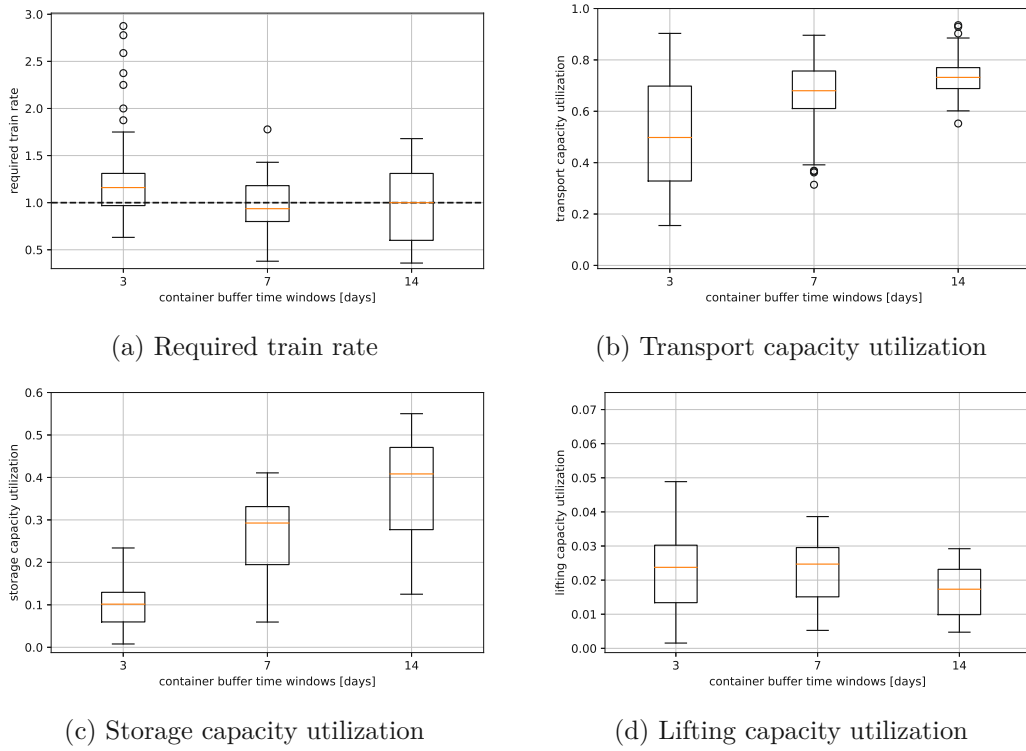 3.0
2.5
2.0
1.5
1.0
0.5
required train rate
3 7 14
container buffer time windows [days]
(a) Required train rate
1.0
0.8
0.6
0.4
0.2
0.0
transport capacity utilization
3 7 14
container buffer time windows [days]
(b) Transport capacity utilization
0.6
0.5
0.4
0.3
0.2
0.1
0.0
storage capacity utilization
3 7 14
container buffer time windows [days]
(c) Storage capacity utilization
0.07
0.06
0.05
0.04
0.03
0.02
0.01
0.00
lifting capacity utilization
3 7 14
container buffer time windows [days]
(d) Lifting capacity utilization